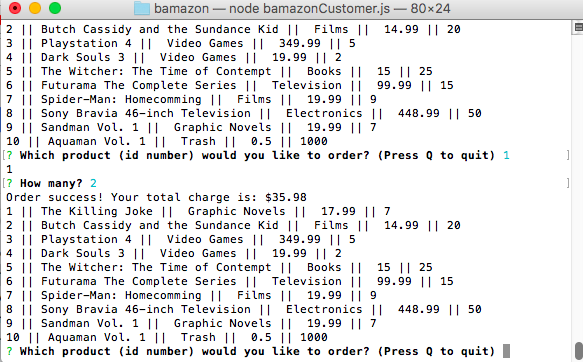 bamazon — node bamazonCustomer.js — 80×24
2 || Butch Cassidy and the Sundance Kid || Films || 14.99 || 20
3 || Playstation 4 || Video Games || 349.99 || 5
4 || Dark Souls 3 || Video Games || 19.99 || 2
5 || The Witcher: The Time of Contempt || Books || 15 || 25
6 || Futurama The Complete Series || Television || 99.99 || 15
7 || Spider-Man: Homecomming || Films || 19.99 || 9
8 || Sony Bravia 46-inch Television || Electronics || 448.99 || 50
9 || Sandman Vol. 1 || Graphic Novels || 19.99 || 7
10 || Aquaman Vol. 1 || Trash || 0.5 || 1000
[? Which product (id number) would you like to order? (Press Q to quit) 1 ]
1
[? How many? 2 ]
Order success! Your total charge is: $35.98
1 || The Killing Joke || Graphic Novels || 17.99 || 7
2 || Butch Cassidy and the Sundance Kid || Films || 14.99 || 20
3 || Playstation 4 || Video Games || 349.99 || 5
4 || Dark Souls 3 || Video Games || 19.99 || 2
5 || The Witcher: The Time of Contempt || Books || 15 || 25
6 || Futurama The Complete Series || Television || 99.99 || 15
7 || Spider-Man: Homecomming || Films || 19.99 || 9
8 || Sony Bravia 46-inch Television || Electronics || 448.99 || 50
9 || Sandman Vol. 1 || Graphic Novels || 19.99 || 7
10 || Aquaman Vol. 1 || Trash || 0.5 || 1000
? Which product (id number) would you like to order? (Press Q to quit)